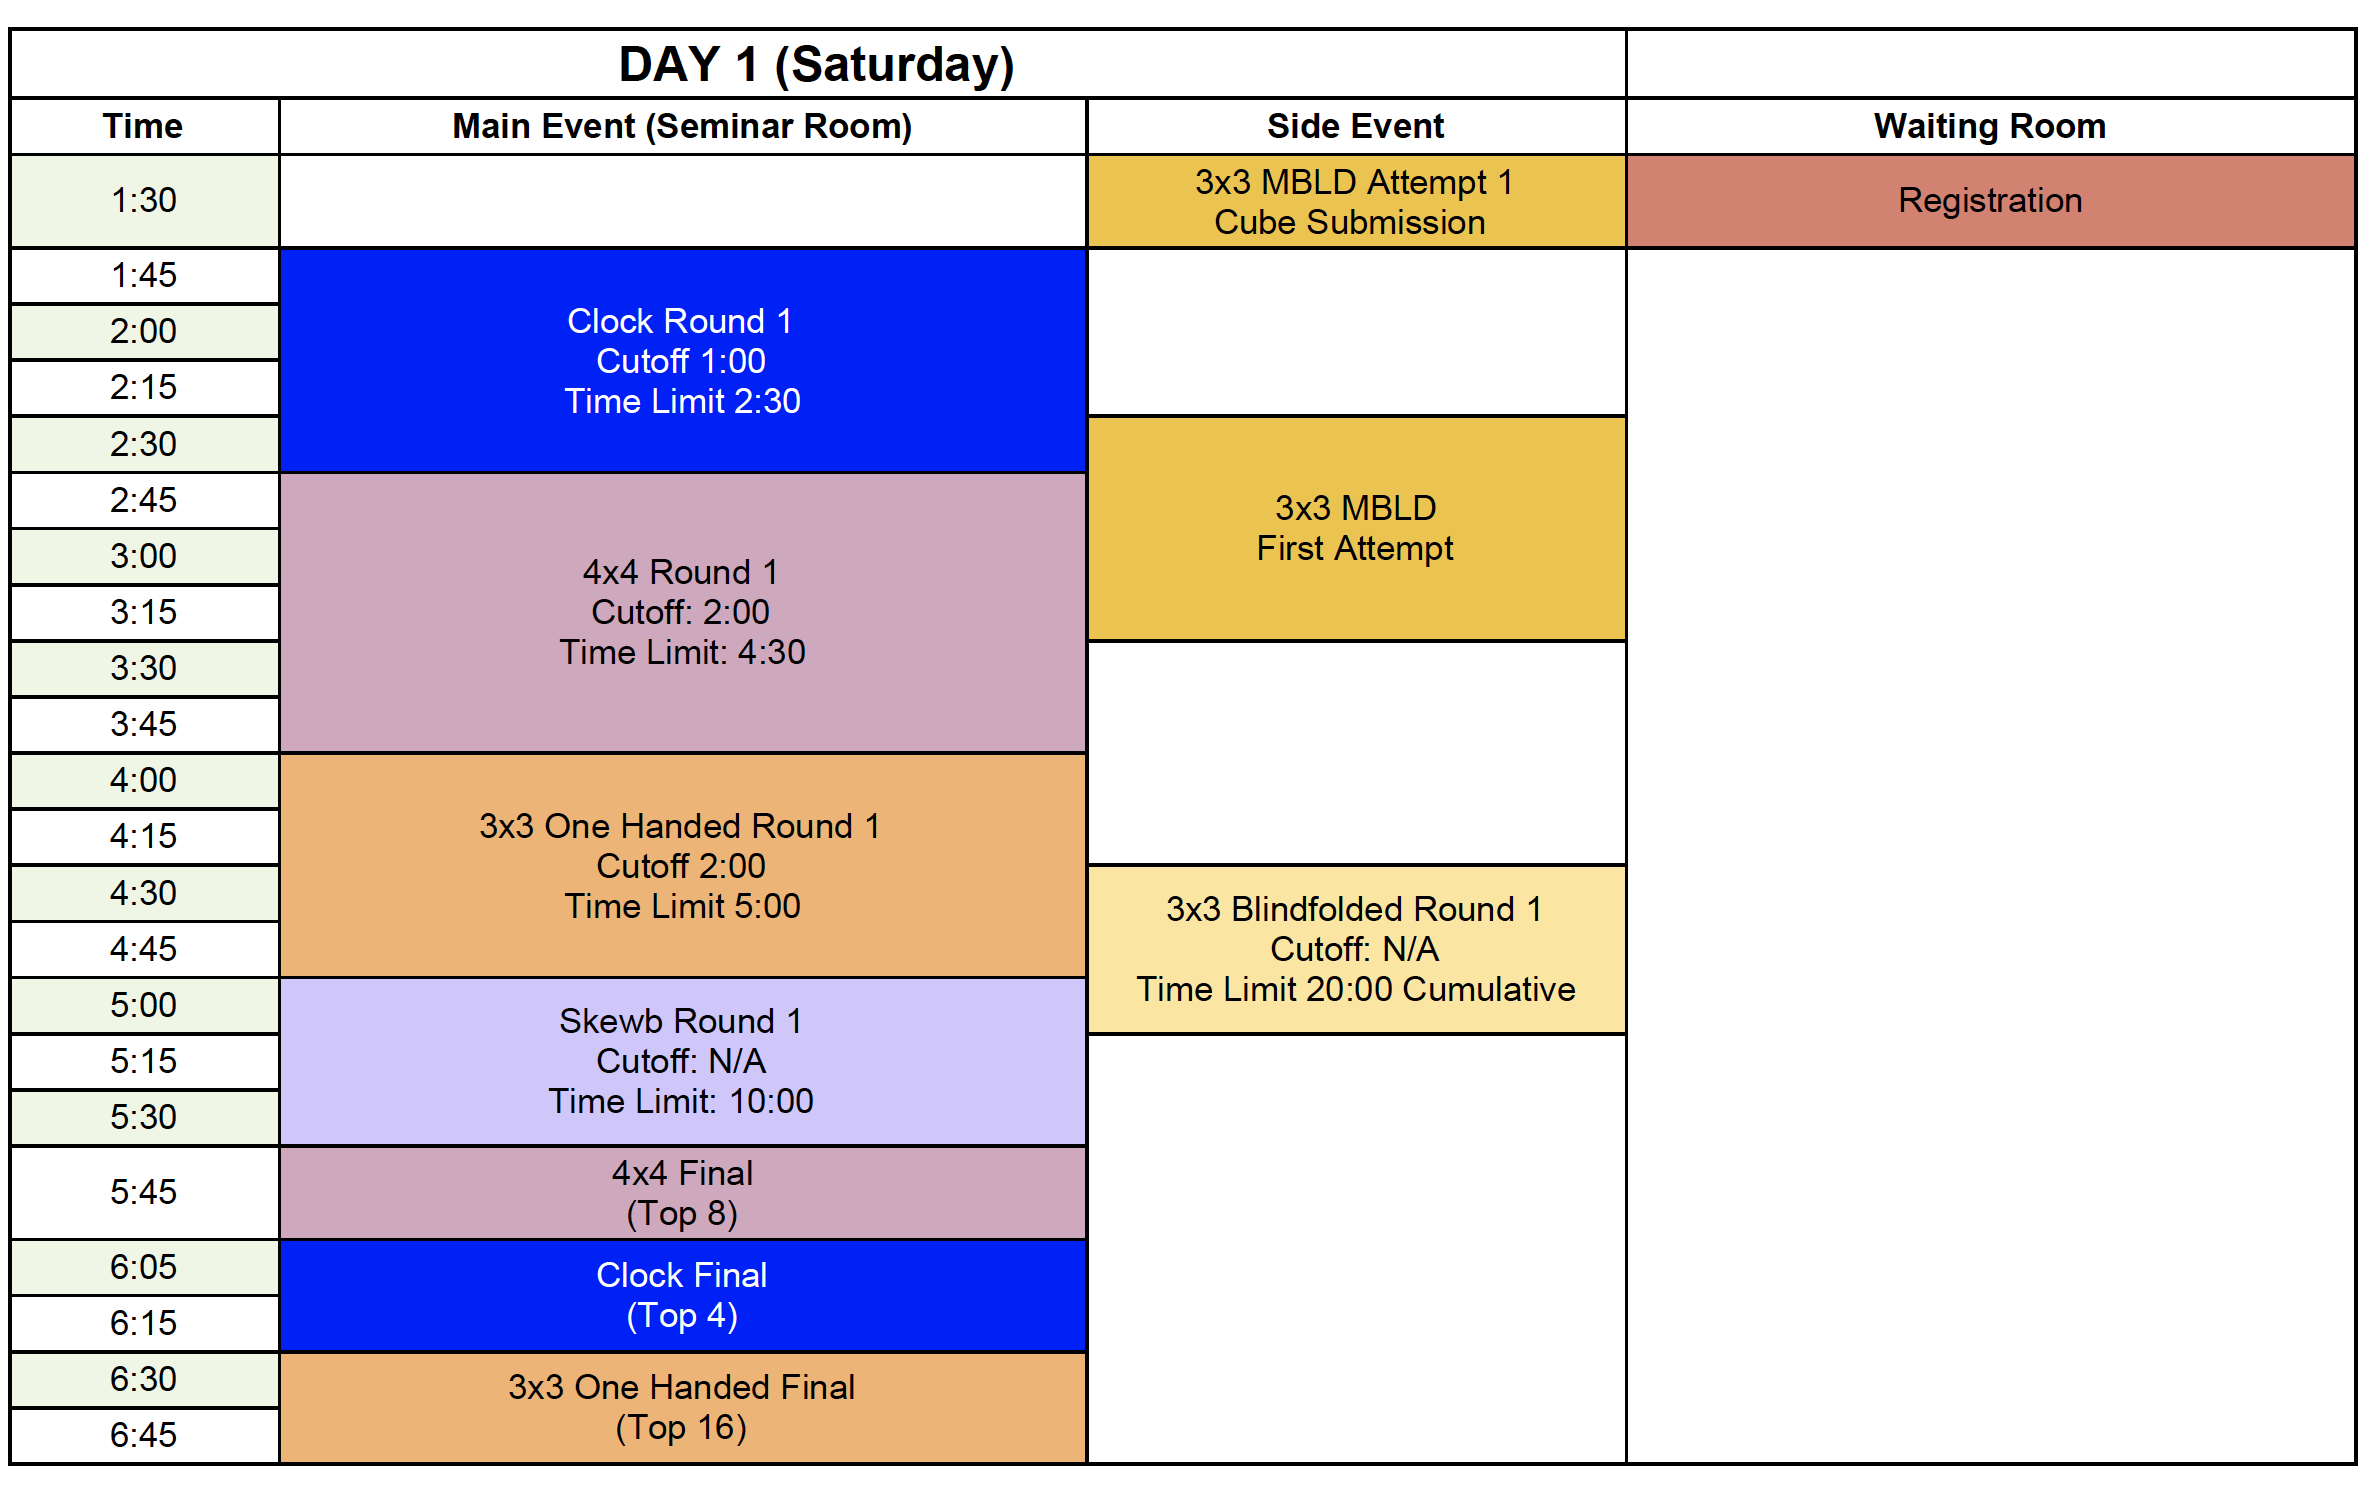 DAY 1 (Saturday)
Time
Main Event (Seminar Room)
Side Event
Waiting Room
1:30
3x3 MBLD Attempt 1
Cube Submission
Registration
1:45
2:00
2:15
2:30
Clock Round 1
Cutoff 1:00
Time Limit 2:30
2:45
3:00
3:15
3:30
3:45
4x4 Round 1
Cutoff: 2:00
Time Limit: 4:30
3x3 MBLD
First Attempt
4:00
4:15
4:30
4:45
3x3 One Handed Round 1
Cutoff 2:00
Time Limit 5:00
3x3 Blindfolded Round 1
Cutoff: N/A
Time Limit 20:00 Cumulative
5:00
5:15
5:30
Skewb Round 1
Cutoff: N/A
Time Limit: 10:00
5:45
4x4 Final
(Top 8)
6:05
6:15
Clock Final
(Top 4)
6:30
6:45
3x3 One Handed Final
(Top 16)